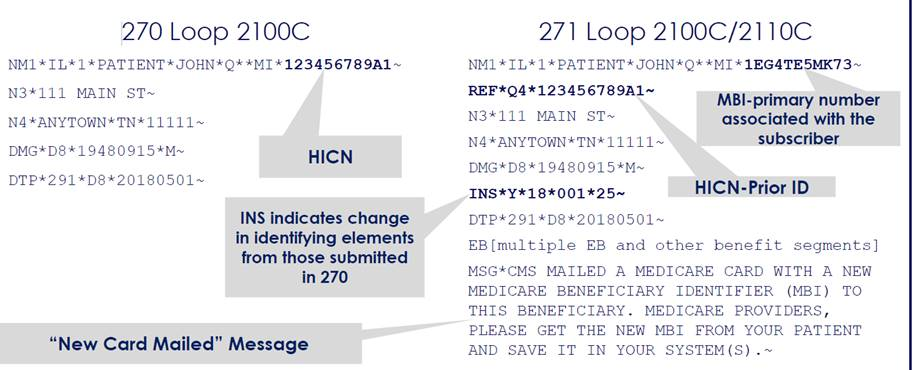 270 Loop 2100C
NM1*IL*1*PATIENT*JOHN*Q**MI*123456789A1~
N3*111 MAIN ST~
N4*ANYTOWN*TN*11111~
DMG*D8*19480915*M~
DTP*291*D8*20180501~
HICN
INS indicates change
in identifying elements
from those submitted
in 270
“New Card Mailed” Message
271 Loop 2100C/2110C
NM1*IL*1*PATIENT*JOHN*Q**MI*1EG4TE5MK73~
REF*Q4*123456789A1~
N3*111 MAIN ST~
N4*ANYTOWN*TN*11111~
DMG*D8*19480915*M~
INS*Y*18*001*25~
DTP*291*D8*20180501~
EB[multiple EB and other benefit segments]
MSG*CMS MAILED A MEDICARE CARD WITH A NEW
MEDICARE BENEFICIARY IDENTIFIER (MBI) TO
THIS BENEFICIARY. MEDICARE PROVIDERS,
PLEASE GET THE NEW MBI FROM YOUR PATIENT
AND SAVE IT IN YOUR SYSTEM(S).~
MBI-primary number
associated with the
subscriber
HICN-Prior ID